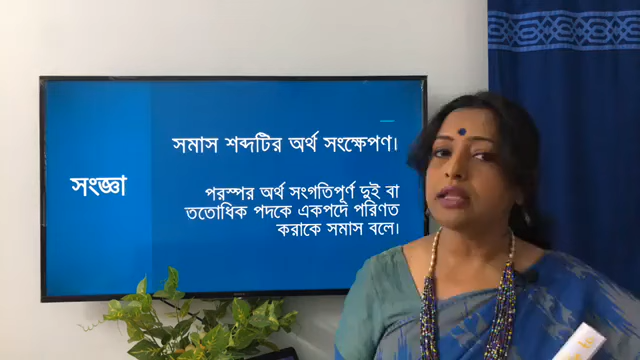 সংজ্ঞা
সমাস শব্দটির অর্থ সংক্ষেপণ।
পরস্পর অর্থ সংগতিপূর্ণ দুই বা
ততোধিক পদকে একপদে পরিণত
করাকে সমাস বলে।